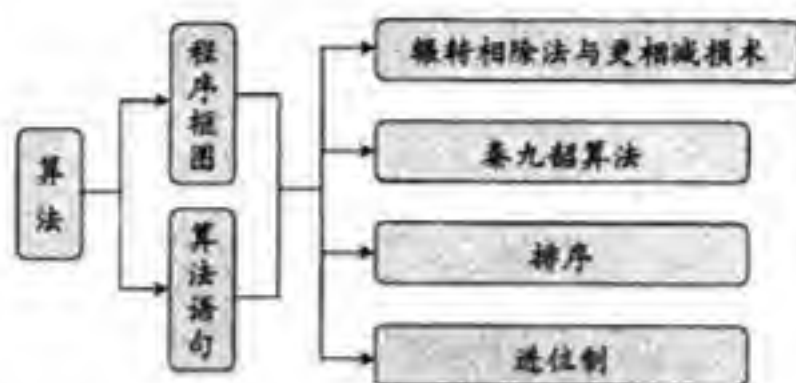 算法
程序框图
算法语句
辗转相除法与更相减损术
秦九韶算法
排序
进位制